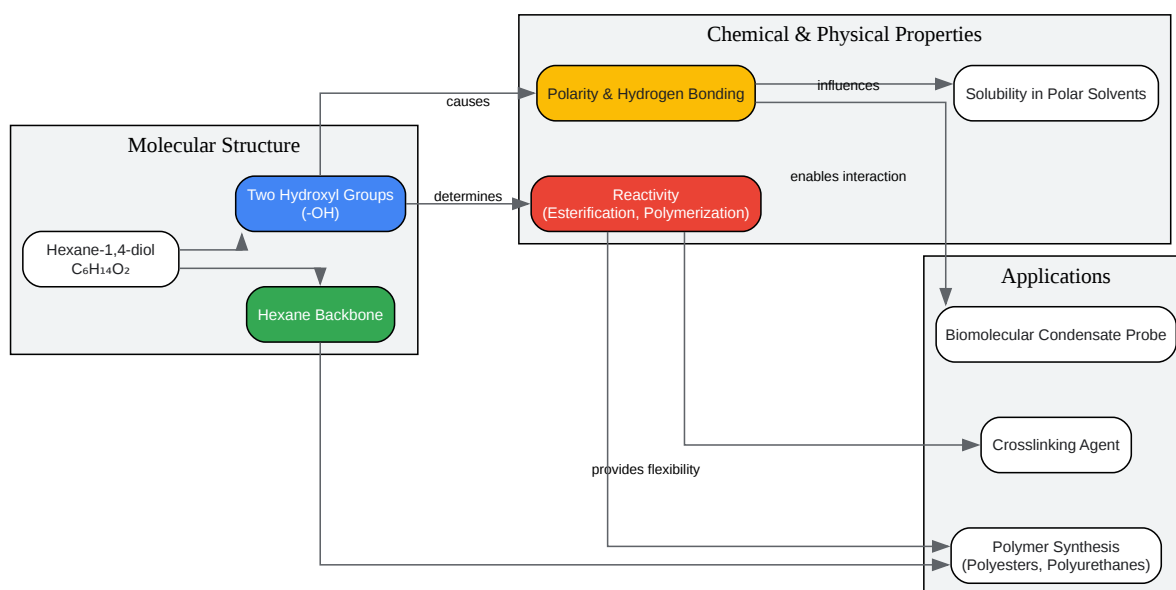 Chemical & Physical Properties
Polarity & Hydrogen Bonding
influences
Solubility in Polar Solvents
causes
Molecular Structure
Two Hydroxyl Groups
(-OH)
determines
Reactivity
(Esterification, Polymerization)
enables interaction
Hexane-1,4-diol
C₆H₁₄O₂
Hexane Backbone
Applications
Biomolecular Condensate Probe
Crosslinking Agent
provides flexibility
Polymer Synthesis
(Polyesters, Polyurethanes)